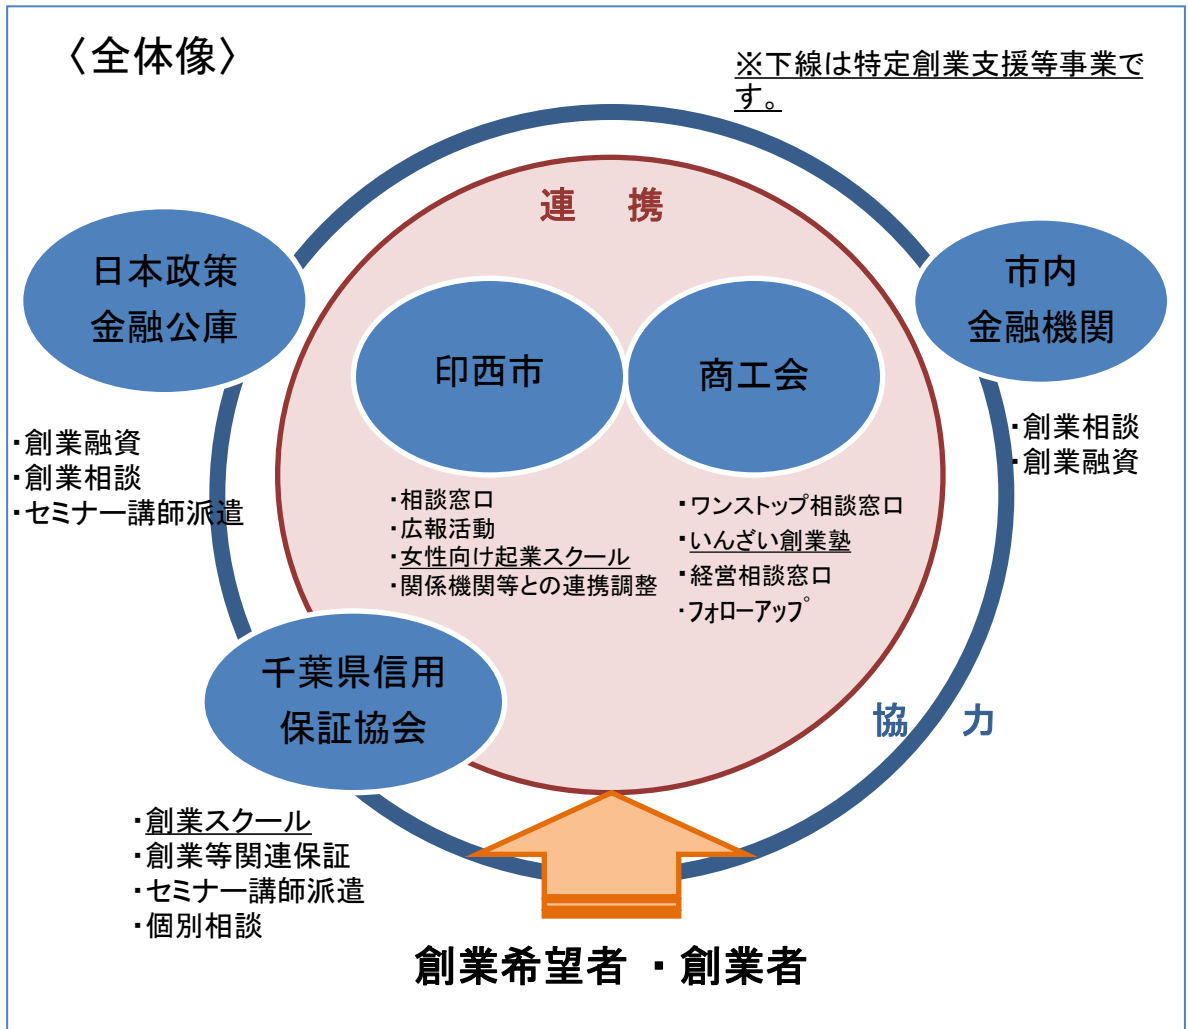 〈全体像〉
※下線は特定創業支援等事業で
す。
連　携
日本政策
金融公庫
市内
金融機関
印西市
商工会
・創業融資
・創業相談
・セミナー講師派遣
・創業相談
・創業融資
・相談窓口
・広報活動
・女性向け起業スクール
・関係機関等との連携調整
・ワンストップ相談窓口
・いんざい創業塾
・経営相談窓口
・フォローアップ
千葉県信用
保証協会
協　力
・創業スクール
・創業等関連保証
・セミナー講師派遣
・個別相談
創業希望者 ・創業者